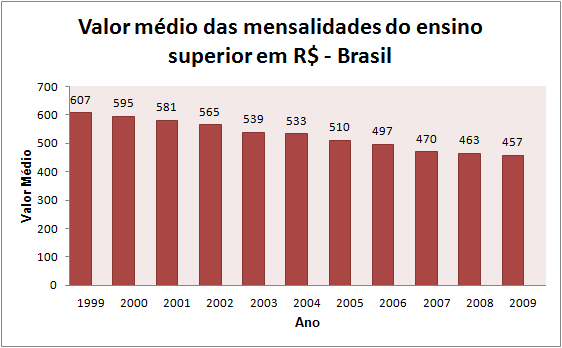 Valor médio das mensalidades do ensino
superior em R$ - Brasil
Valor Médio
700
600
500
400
300
200
100
0
607 595 581 565 539 533 510 497 470 463 457
1999 2000 2001 2002 2003 2004 2005 2006 2007 2008 2009
Ano